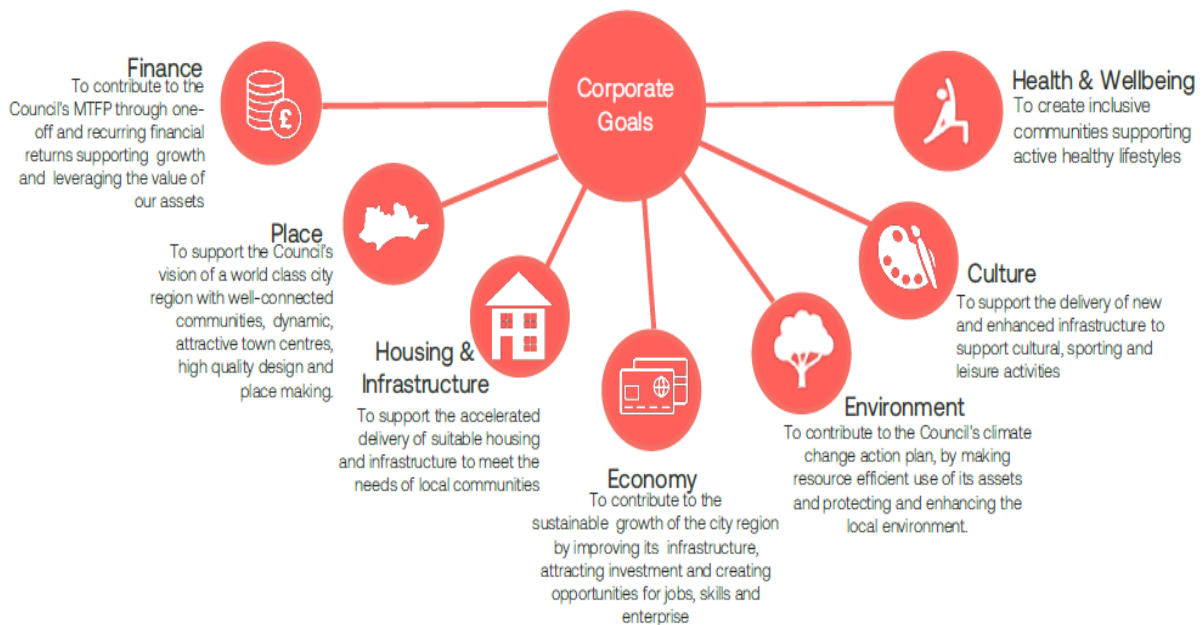 Corporate
Goals
Finance
To contribute to the
Council's MTFP through one-
off and recurring financial
returns supporting growth
and leveraging the value of
our assets
£
Place
To support the Council's
vision of a world class city
region with well-connected
communities, dynamic,
attractive town centres,
high quality design and
place making.
Housing &
Infrastructure
To support the accelerated
delivery of suitable housing
and infrastructure to meet the
needs of local communities
Economy
To contribute to the
sustainable growth of the city region
by improving its infrastructure,
attracting investment and creating
opportunities for jobs, skills and
enterprise
Environment
To contribute to the Council's climate
change action plan, by making
resource efficient use of its assets
and protecting and enhancing the
local environment.
Culture
To support the delivery of new
and enhanced infrastructure to
support cultural, sporting and
leisure activities
Health & Wellbeing
To create inclusive
communities supporting
active healthy lifestyles